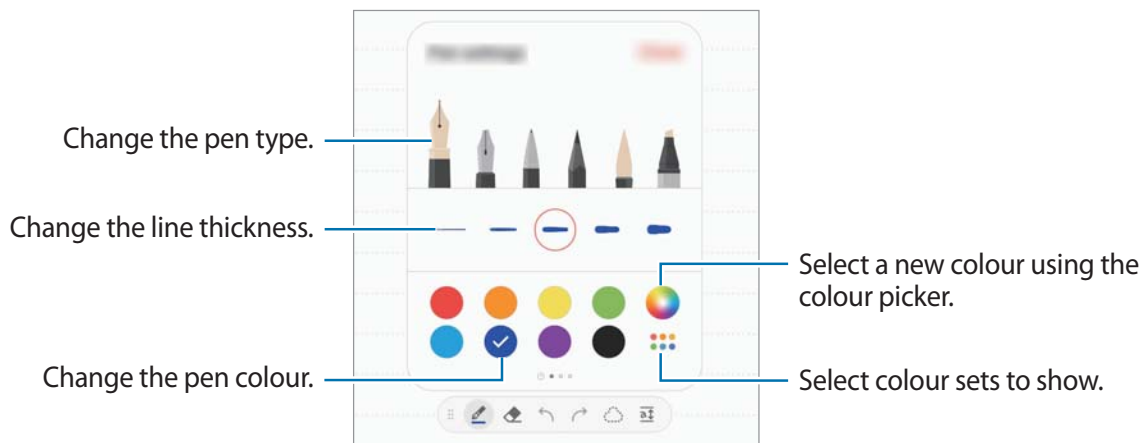 Change the pen type.
Change the line thickness.
Select a new colour using the
colour picker.
Change the pen colour.
Select colour sets to show.